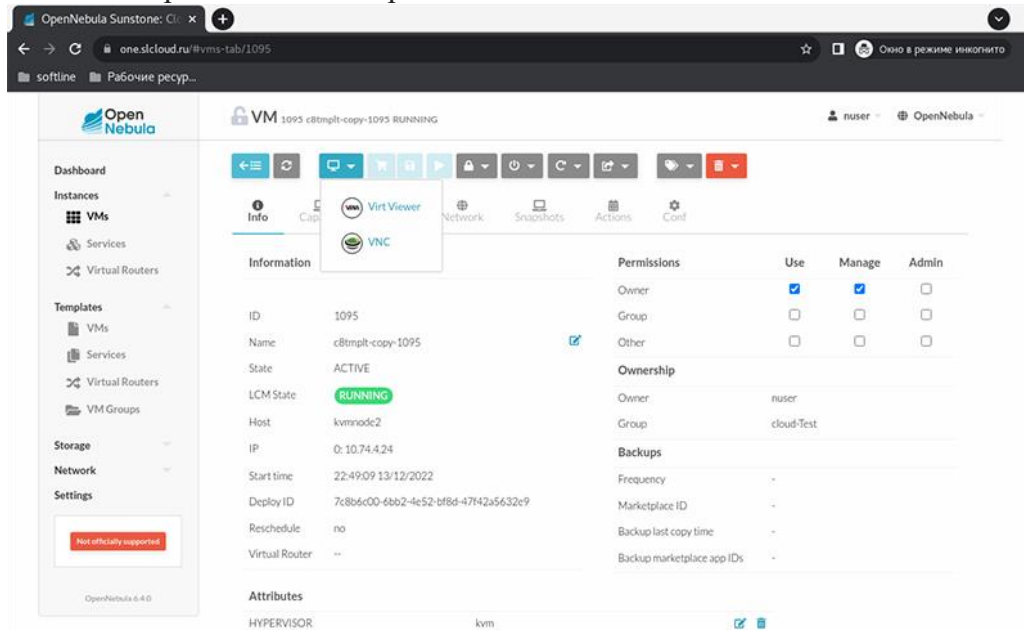 OpenNebula Sunstone: Clo
one.slcloud.ru/#vms-tab/1095
Окно в режиме инкогнито
softline
Рабочие ресур...
Open Nebula
VM 1095 c8tmplt-copy-1095 RUNNING
nuser
OpenNebula
Dashboard
Instances
VMs
Services
Virtual Routers
Templates
VMs
Services
Virtual Routers
VM Groups
Storage
Network
Settings
Not officially supported
OpenNebula 6.4.0
Info
Cap
Network
Snapshots
Actions
Conf
Virt Viewer
VNC
Information
ID 1095
Name c8tmplt-copy-1095
State ACTIVE
LCM State RUNNING
Host kvmnode2
IP 0: 10.74.4.24
Start time 22:49:09 13/12/2022
Deploy ID 7c8b6c00-6bb2-4e52-bf8d-47f42a5632e9
Reschedule no
Virtual Router --
Permissions Use Manage Admin
Owner
Group
Other
Ownership
Owner nuser
Group cloud-Test
Backups
Frequency -
Marketplace ID -
Backup last copy time -
Backup marketplace app IDs -
Attributes
HYPERVISOR kvm